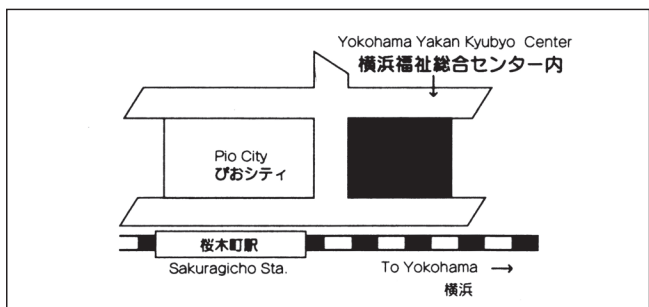 Yokohama Yakan Kyubyo Center
横浜福祉総合センター内
Pio City
ぴおシティ
桜木町駅
Sakuragicho Sta.
To Yokohama →
横浜